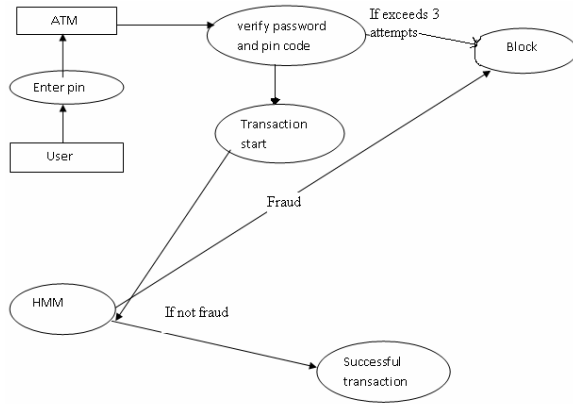 ATM
verify password
and pin code
If exceeds 3
attempts
Block
Enter pin
Transaction
start
User
Fraud
HMM
If not fraud
Successful
transaction